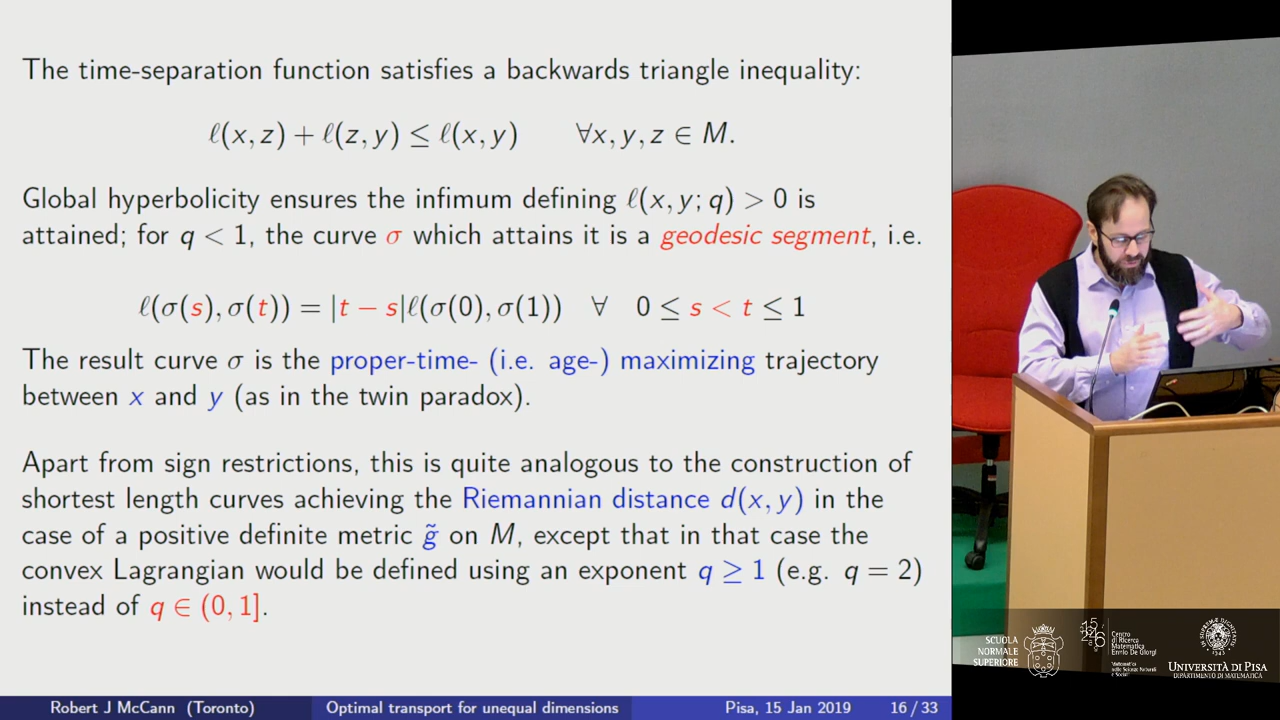 The time-separation function satisfies a backwards triangle inequality:
ℓ(x, z) + ℓ(z, y) ≤ ℓ(x, y) ∀x, y, z ∈ M.
Global hyperbolicity ensures the infimum defining ℓ(x, y; q) > 0 is
attained; for q < 1, the curve σ which attains it is a geodesic segment, i.e.
ℓ(σ(s), σ(t)) = |t − s|ℓ(σ(0), σ(1)) ∀ 0 ≤ s < t ≤ 1
The result curve σ is the proper-time- (i.e. age-) maximizing trajectory
between x and y (as in the twin paradox).
Apart from sign restrictions, this is quite analogous to the construction of
shortest length curves achieving the Riemannian distance d(x, y) in the
case of a positive definite metric g̃ on M, except that in that case the
convex Lagrangian would be defined using an exponent q ≥ 1 (e.g. q = 2)
instead of q ∈ (0, 1].
Robert J McCann (Toronto) Optimal transport for unequal dimensions Pisa, 15 Jan 2019 16 / 33
SCUOLA
NORMALE
SUPERIORE
Centro
di Ricerca
Matematica
Ennio De Giorgi
UNIVERSITÀ DI PISA
DIPARTIMENTO DI MATEMATICA